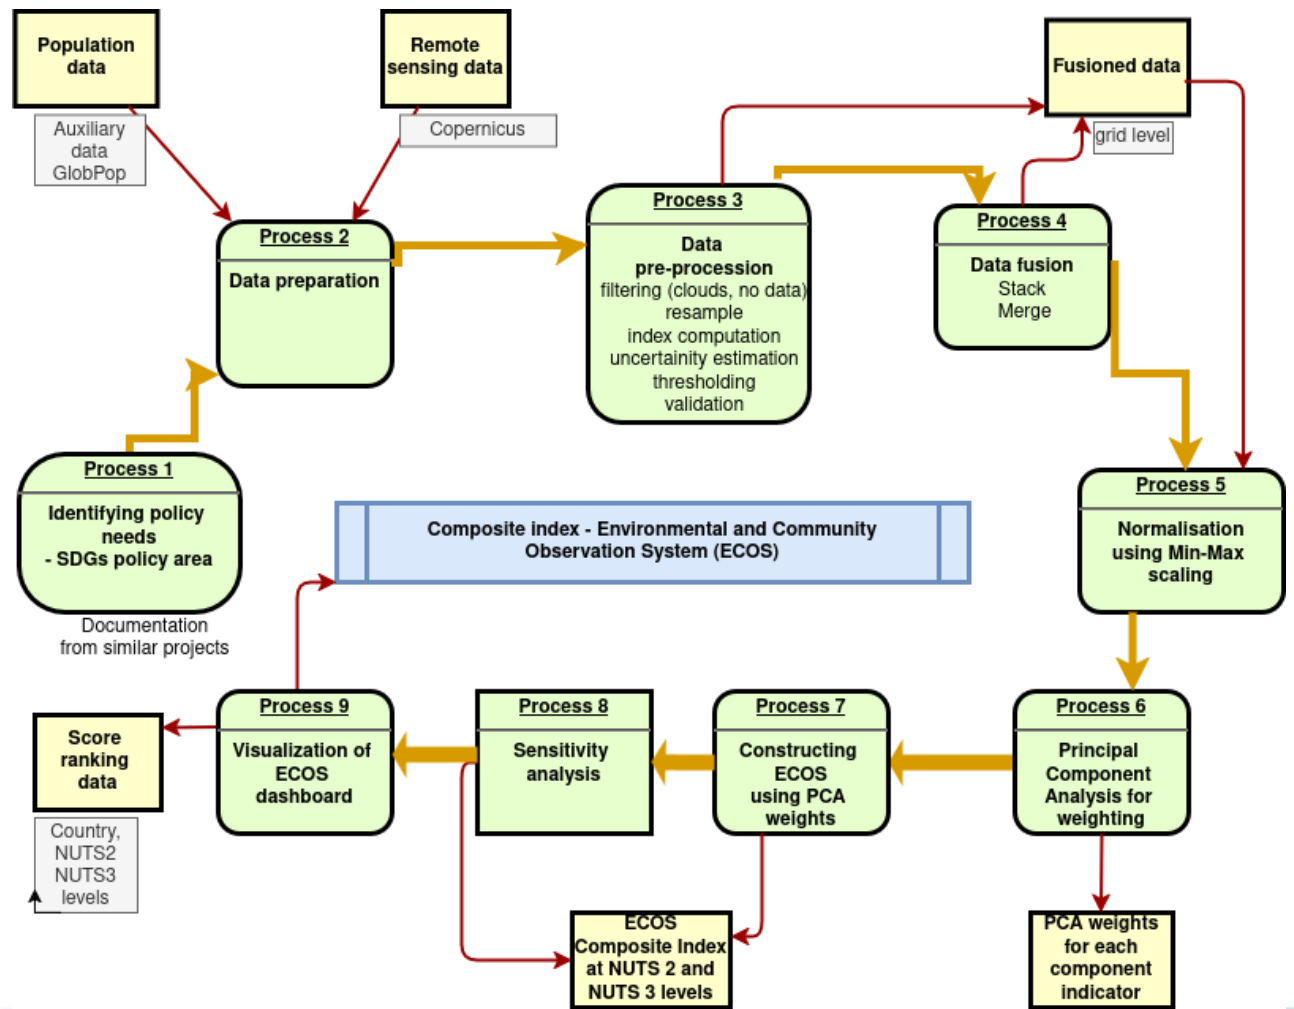 Population
data
Remote
sensing data
Fusioned data
Auxiliary
data
GlobPop
Copernicus
grid level
Process 2
Data preparation
Process 3
Data
pre-procession
filtering (clouds, no data)
resample
index computation
uncertainity estimation
thresholding
validation
Process 4
Data fusion
Stack
Merge
Process 1
Identifying policy
needs
- SDGs policy area
Documentation
from similar projects
Composite index - Environmental and Community
Observation System (ECOS)
Process 5
Normalisation
using Min-Max
scaling
Process 9
Visualization of
ECOS
dashboard
Process 8
Sensitivity
analysis
Process 7
Constructing
ECOS
using PCA
weights
Process 6
Principal
Component
Analysis for
weighting
Score
ranking
data
Country,
NUTS2
NUTS3
levels
ECOS
Composite Index
at NUTS 2 and
NUTS 3 levels
PCA weights
for each
component
indicator